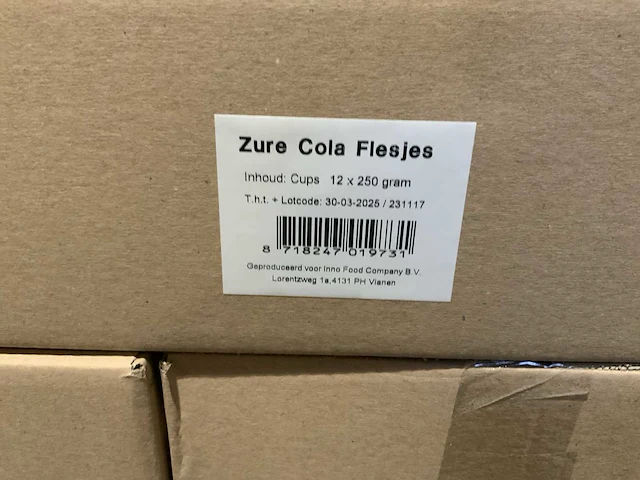 Zure Cola Flesjes
Inhoud: Cups 12 x 250 gram
T.h.t. + Lotcode: 30-03-2025 / 231117
8 718247 019731
Geproduceerd voor Inno Food Company B.V.
Lorentzweg 1a,4131 PH Vianen